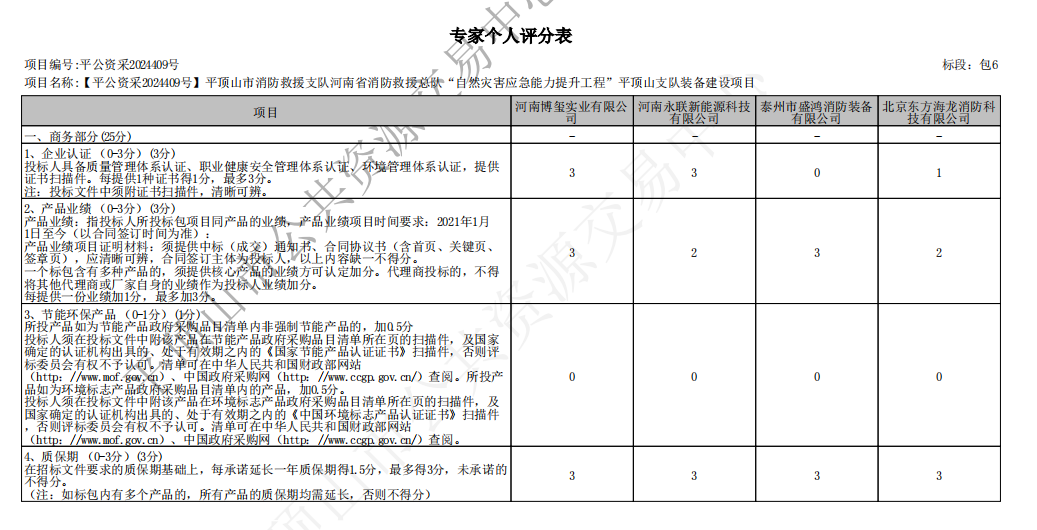 专家个人评分表
项目编号:平公资采2024409号
标段：包6
项目名称:【平公资采2024409号】平顶山市消防救援支队河南省消防救援总队“自然灾害应急能力提升工程”平顶山支队装备建设项目
项目
河南博玺实业有限公
司
河南永联新能源科技
有限公司
泰州市盛鸿消防装备
有限公司
北京东方海龙消防科
技有限公司
一、商务部分(25分)
-
-
-
-
1、企业认证 （0-3分）(3分)
投标人具备质量管理体系认证、职业健康安全管理体系认证、环境管理体系认证，提供
证书扫描件。每提供1种证书得1分，最多3分。
注：投标文件中须附证书扫描件，清晰可辨。
3
3
0
1
2、产品业绩 （0-3分）(3分)
产品业绩：指投标人所投标包项目同产品的业绩，产品业绩项目时间要求：2021年1月
1日至今（以合同签订时间为准）；
产品业绩项目证明材料：须提供中标（成交）通知书、合同协议书（含首页、关键页、
签章页），应清晰可辨，合同签订主体为投标人，以上内容缺一不得分。
一个标包含有多种产品的，须提供核心产品的业绩方可认定加分。代理商投标的，不得
将其他代理商或厂家自身的业绩作为投标人业绩加分。
每提供一份业绩加1分，最多加3分。
3
2
3
2
3、节能环保产品 （0-1分）(1分)
所投产品如为节能产品政府采购品目清单内非强制节能产品的，加0.5分
投标人须在投标文件中附该产品在节能产品政府采购品目清单所在页的扫描件，及国家
确定的认证机构出具的、处于有效期之内的《国家节能产品认证证书》扫描件，否则评
标委员会有权不予认可。清单可在中华人民共和国财政部网站
（http：//www.mof.gov.cn）、中国政府采购网（http：//www.ccgp.gov.cn/）查阅。所投产
品如为环境标志产品政府采购品目清单内的产品，加0.5分。
投标人须在投标文件中附该产品在环境标志产品政府采购品目清单所在页的扫描件，及
国家确定的认证机构出具的、处于有效期之内的《中国环境标志产品认证证书》扫描件
，否则评标委员会有权不予认可。清单可在中华人民共和国财政部网站
（http：//www.mof.gov.cn）、中国政府采购网（http：//www.ccgp.gov.cn/）查阅。
0
0
0
0
4、质保期 （0-3分）(3分)
在招标文件要求的质保期基础上，每承诺延长一年质保期得1.5分，最多得3分，未承诺的
不得分。
（注：如标包内有多个产品的，所有产品的质保期均需延长，否则不得分）
3
3
3
3
平顶山市公共资源交易中心